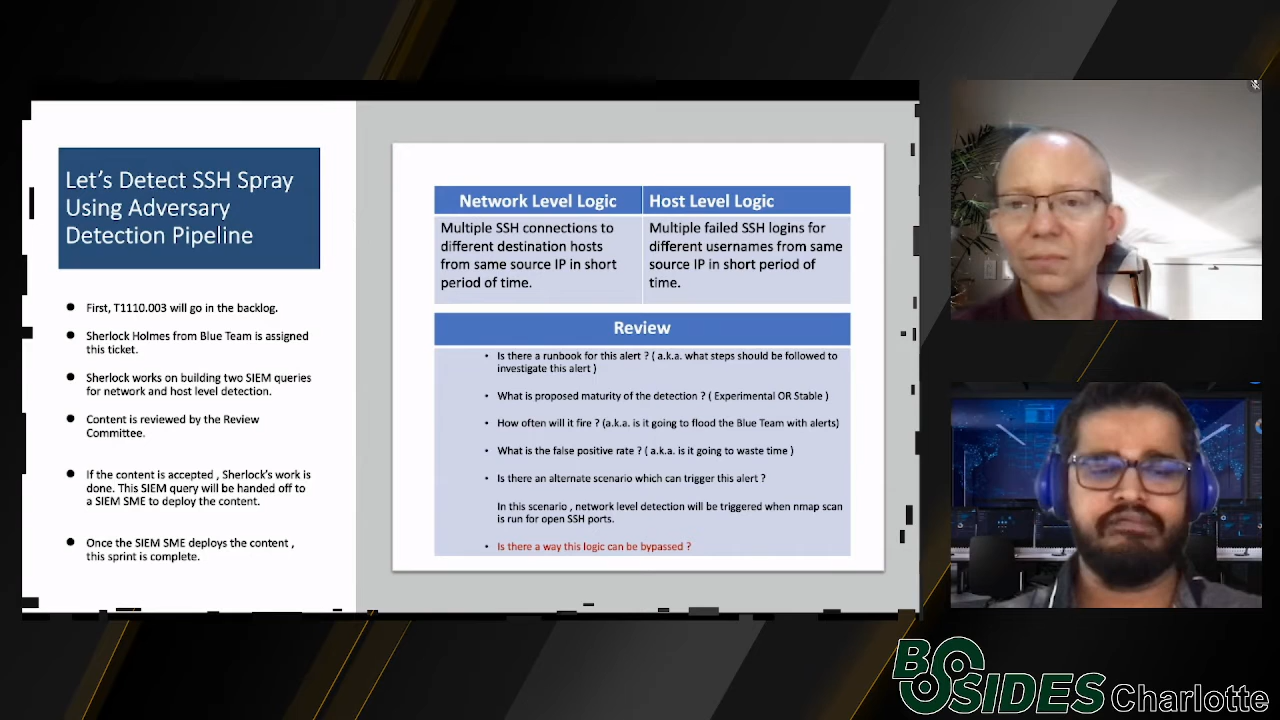 Let's Detect SSH Spray
Using Adversary
Detection Pipeline
First, T1110.003 will go in the backlog.
Sherlock Holmes from Blue Team is assigned
this ticket.
Sherlock works on building two SIEM queries
for network and host level detection.
Content is reviewed by the Review
Committee.
If the content is accepted , Sherlock's work is
done. This SIEM query will be handed off to
a SIEM SME to deploy the content.
Once the SIEM SME deploys the content ,
this sprint is complete.
Network Level Logic
Host Level Logic
Multiple SSH connections to
different destination hosts
from same source IP in short
period of time.
Multiple failed SSH logins for
different usernames from same
source IP in short period of
time.
Review
Is there a runbook for this alert ? ( a.k.a. what steps should be followed to
investigate this alert )
What is proposed maturity of the detection ? ( Experimental OR Stable )
How often will it fire ? (a.k.a. is it going to flood the Blue Team with alerts)
What is the false positive rate ? ( a.k.a. is it going to waste time )
Is there an alternate scenario which can trigger this alert ?
In this scenario , network level detection will be triggered when nmap scan
is run for open SSH ports.
Is there a way this logic can be bypassed ?
BSIDES Charlotte